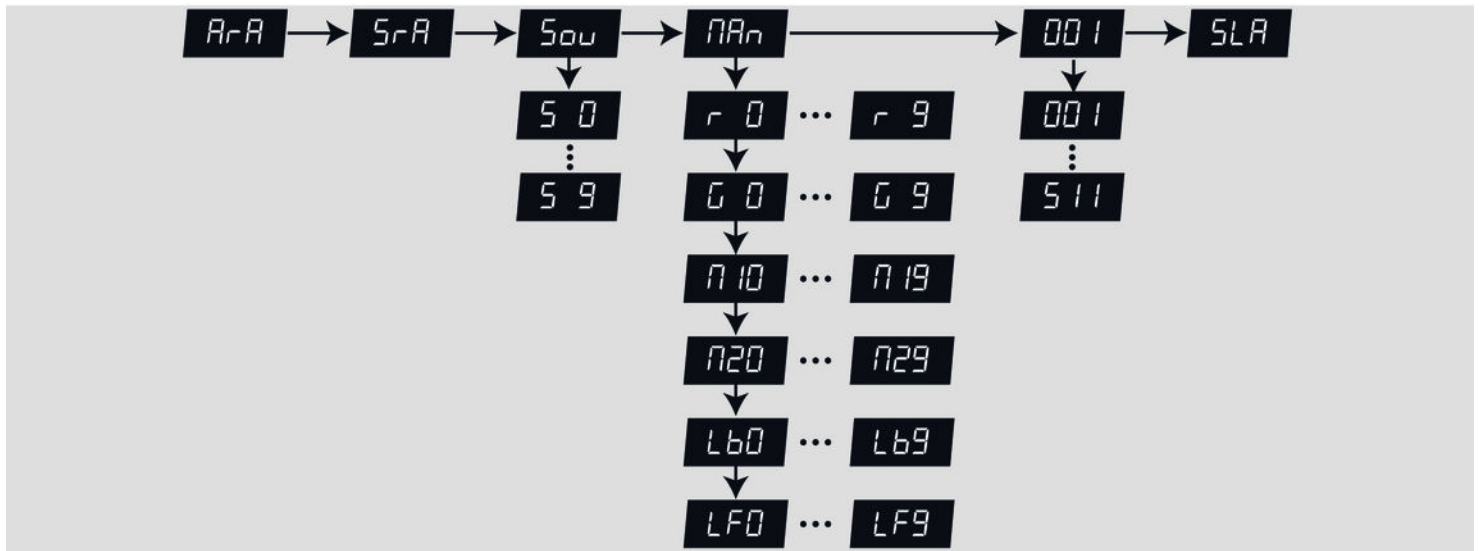 ArA SrA Sou MAn 001 SLA
S 0 r 0 ... r 9 001
S 9 G 0 ... G 9 511
M10 ... M19
M20 ... M29
Lb0 ... Lb9
LF0 ... LF9